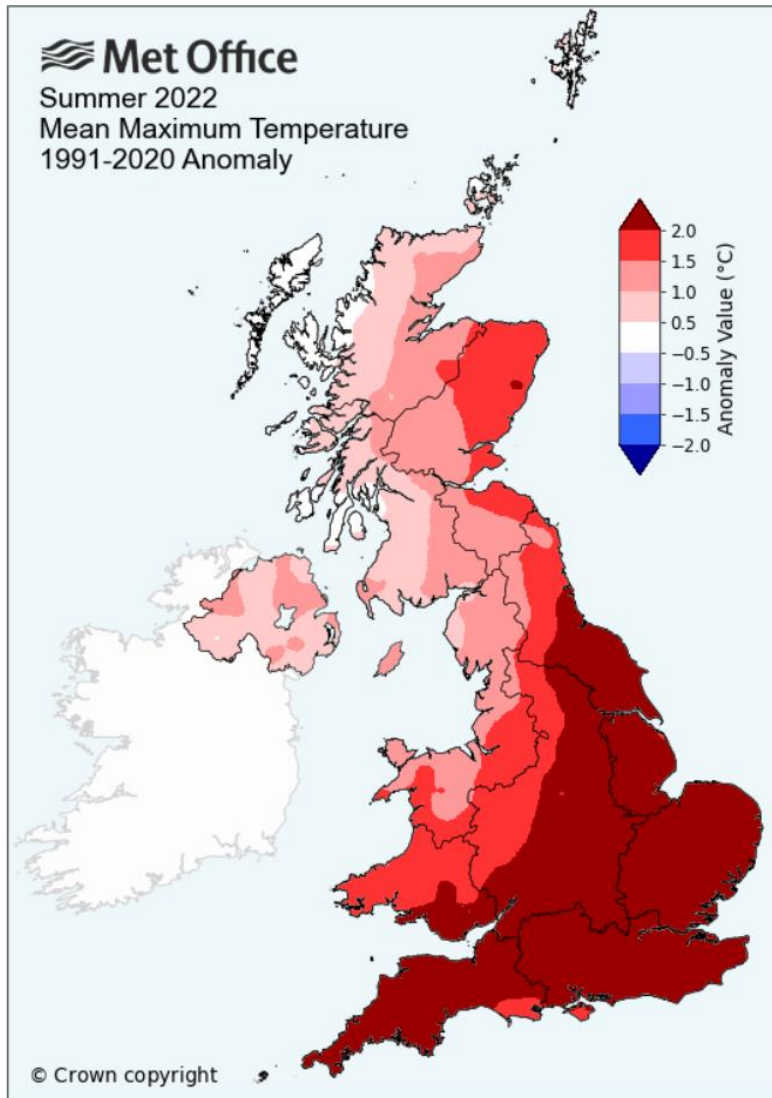 Met Office
Summer 2022
Mean Maximum Temperature
1991-2020 Anomaly
2.0
1.5
1.0
0.5
−0.5
−1.0
−1.5
−2.0
Anomaly Value (°C)
© Crown copyright